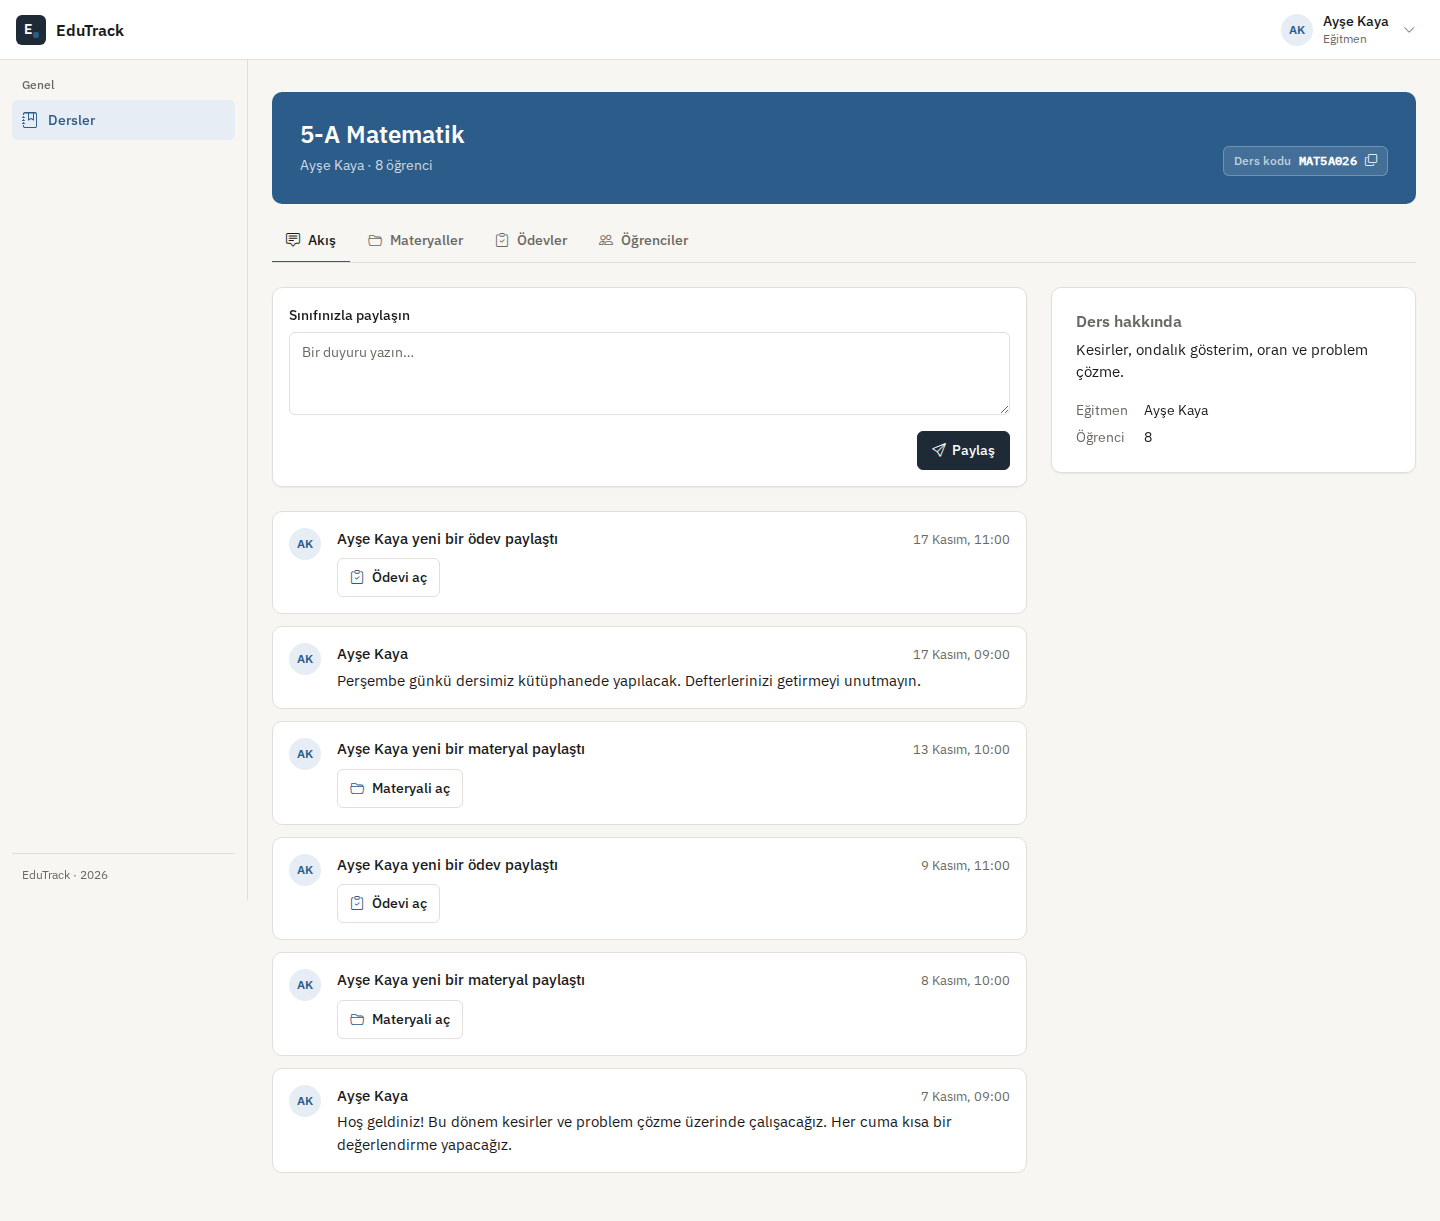 E.
EduTrack
AK
Ayşe Kaya
Eğitmen
Genel
Dersler
5-A Matematik
Ayşe Kaya · 8 öğrenci
Ders kodu MAT5A026
Akış
Materyaller
Ödevler
Öğrenciler
Sınıfınızla paylaşın
Bir duyuru yazın...
Paylaş
Ders hakkında
Kesirler, ondalık gösterim, oran ve problem
çözme.
Eğitmen Ayşe Kaya
Öğrenci 8
AK
Ayşe Kaya yeni bir ödev paylaştı
17 Kasım, 11:00
Ödevi aç
AK
Ayşe Kaya
17 Kasım, 09:00
Perşembe günkü dersimiz kütüphanede yapılacak. Defterlerinizi getirmeyi unutmayın.
AK
Ayşe Kaya yeni bir materyal paylaştı
13 Kasım, 10:00
Materyali aç
AK
Ayşe Kaya yeni bir ödev paylaştı
9 Kasım, 11:00
Ödevi aç
AK
Ayşe Kaya yeni bir materyal paylaştı
8 Kasım, 10:00
Materyali aç
AK
Ayşe Kaya
7 Kasım, 09:00
Hoş geldiniz! Bu dönem kesirler ve problem çözme üzerinde çalışacağız. Her cuma kısa bir
değerlendirme yapacağız.
EduTrack · 2026